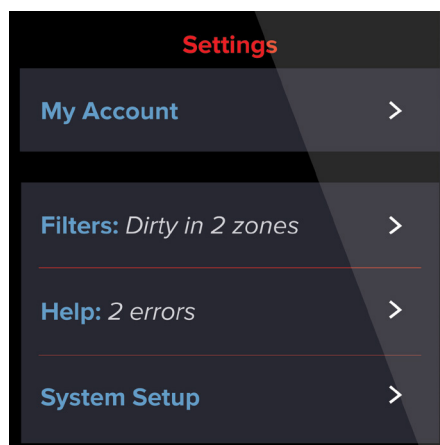 Settings
My Account
Filters: Dirty in 2 zones
Help: 2 errors
System Setup